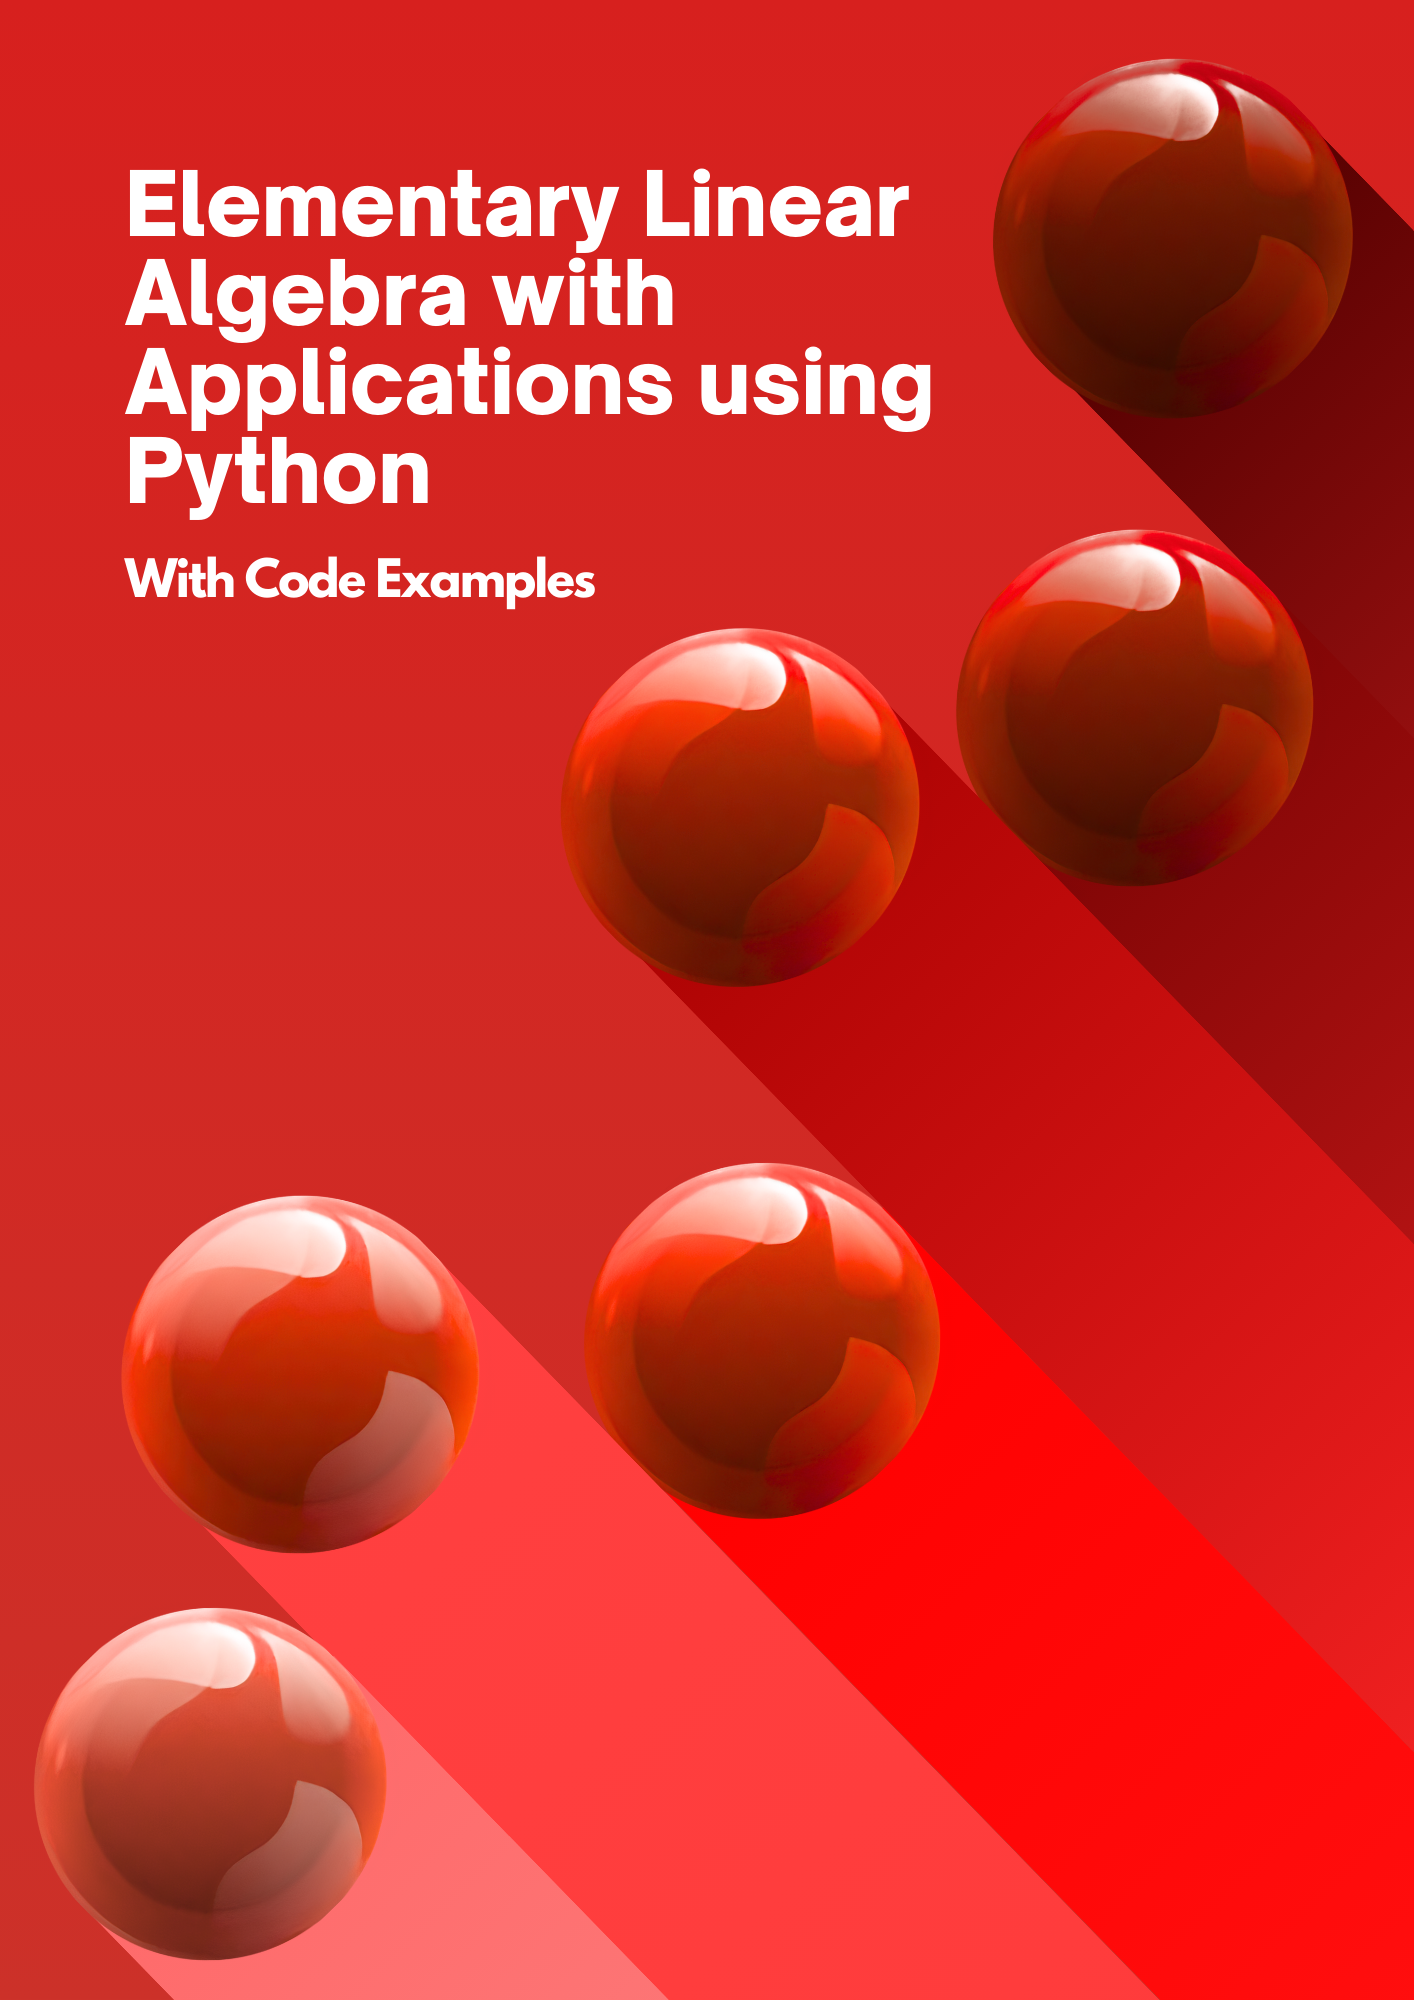 Elementary Linear
Algebra with
Applications using
Python
With Code Examples